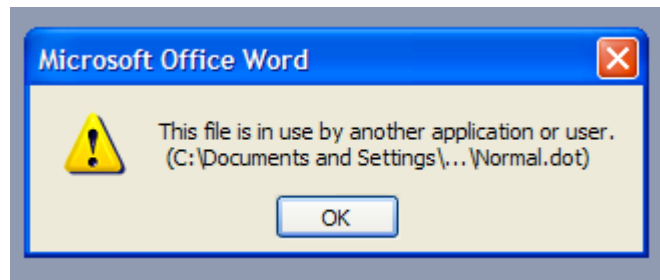 Microsoft Office Word
This file is in use by another application or user.
(C:\Documents and Settings\...\Normal.dot)
OK